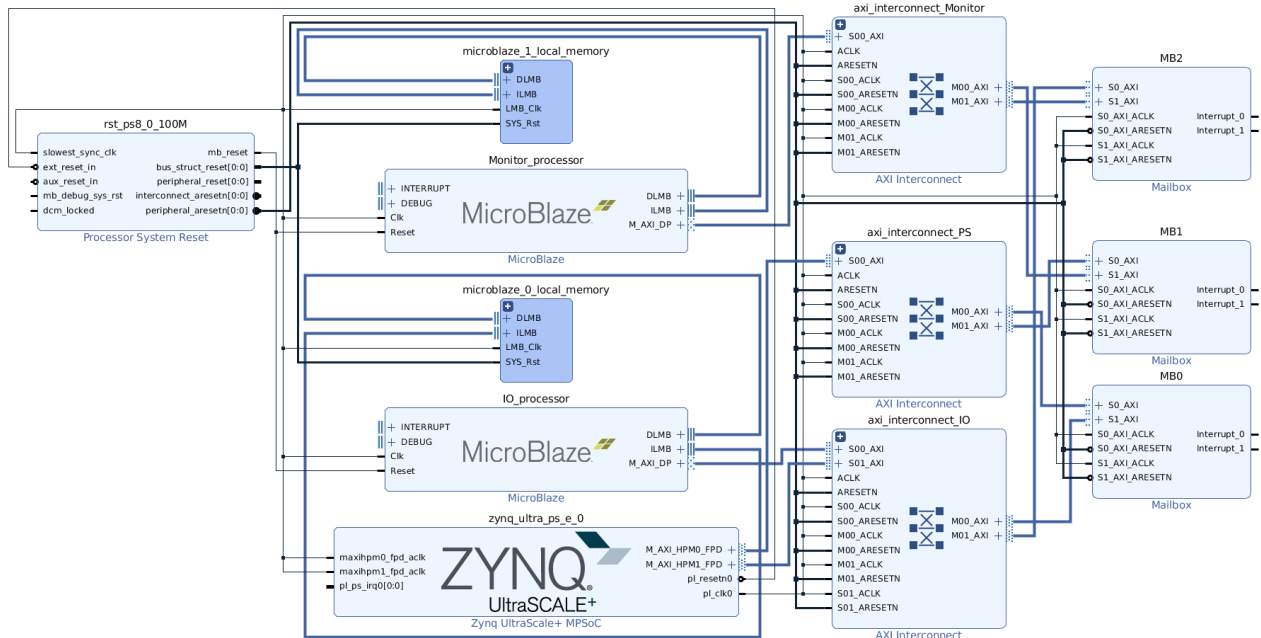 rst_ps8_0_100M
slowest_sync_clk
ext_reset_in
aux_reset_in
mb_debug_sys_rst
dcm_locked
mb_reset
bus_struct_reset[0:0]
peripheral_reset[0:0]
interconnect_aresetn[0:0]
peripheral_aresetn[0:0]
Processor System Reset
microblaze_1_local_memory
DLMB
ILMB
LMB_Clk
SYS_Rst
Monitor_processor
INTERRUPT
DEBUG
Clk
Reset
MicroBlaze
DLMB
ILMB
M_AXI_DP
MicroBlaze
microblaze_0_local_memory
DLMB
ILMB
LMB_Clk
SYS_Rst
IO_processor
INTERRUPT
DEBUG
Clk
Reset
MicroBlaze
DLMB
ILMB
M_AXI_DP
MicroBlaze
zynq_ultra_ps_e_0
maxihpm0_fpd_aclk
maxihpm1_fpd_aclk
pl_ps_irq0[0:0]
ZYNQ
UltraSCALE+
M_AXI_HPM0_FPD
M_AXI_HPM1_FPD
pl_resetn0
pl_clk0
Zynq UltraScale+ MPSoC
axi_interconnect_Monitor
S00_AXI
ACLK
ARESETN
S00_ACLK
S00_ARESETN
M00_ACLK
M00_ARESETN
M01_ACLK
M01_ARESETN
M00_AXI
M01_AXI
AXI Interconnect
axi_interconnect_PS
S00_AXI
ACLK
ARESETN
S00_ACLK
S00_ARESETN
M00_ACLK
M00_ARESETN
M01_ACLK
M01_ARESETN
M00_AXI
M01_AXI
AXI Interconnect
axi_interconnect_IO
S00_AXI
S01_AXI
ACLK
ARESETN
S00_ACLK
S00_ARESETN
M00_ACLK
M00_ARESETN
M01_ACLK
M01_ARESETN
S01_ACLK
S01_ARESETN
M00_AXI
M01_AXI
AXI Interconnect
MB2
S0_AXI
S1_AXI
S0_AXI_ACLK
S0_AXI_ARESETN
S1_AXI_ACLK
S1_AXI_ARESETN
Interrupt_0
Interrupt_1
Mailbox
MB1
S0_AXI
S1_AXI
S0_AXI_ACLK
S0_AXI_ARESETN
S1_AXI_ACLK
S1_AXI_ARESETN
Interrupt_0
Interrupt_1
Mailbox
MB0
S0_AXI
S1_AXI
S0_AXI_ACLK
S0_AXI_ARESETN
S1_AXI_ACLK
S1_AXI_ARESETN
Interrupt_0
Interrupt_1
Mailbox